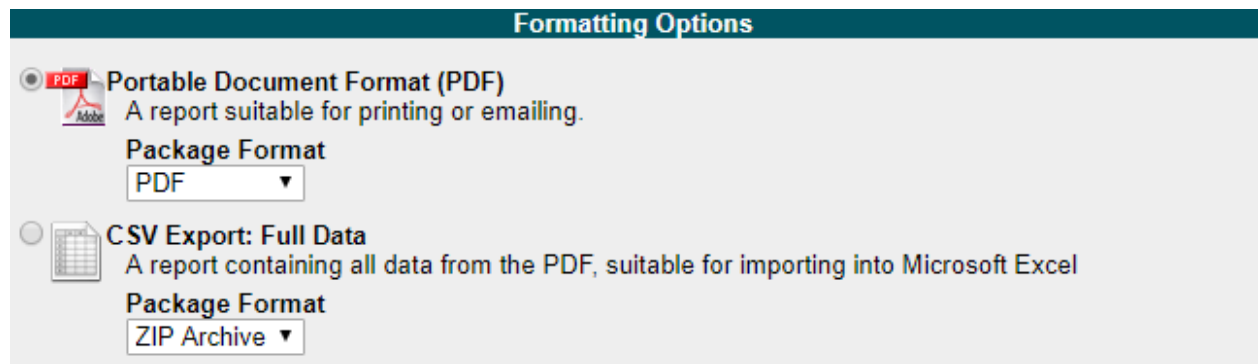 Formatting Options
PDF
Adobe
Portable Document Format (PDF)
A report suitable for printing or emailing.
Package Format
PDF
CSV Export: Full Data
A report containing all data from the PDF, suitable for importing into Microsoft Excel
Package Format
ZIP Archive